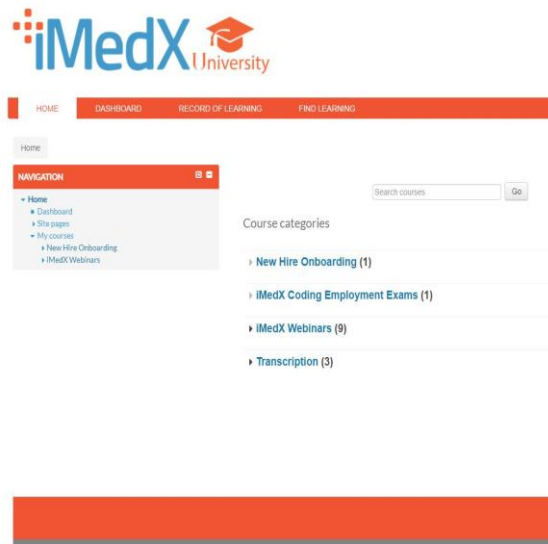 iMedX
University
HOME DASHBOARD RECORD OF LEARNING FIND LEARNING
Home
NAVIGATION
Home
Dashboard
Site pages
My courses
New Hire Onboarding
iMedX Webinars
Search courses Go
Course categories
New Hire Onboarding (1)
iMedX Coding Employment Exams (1)
iMedX Webinars (9)
Transcription (3)